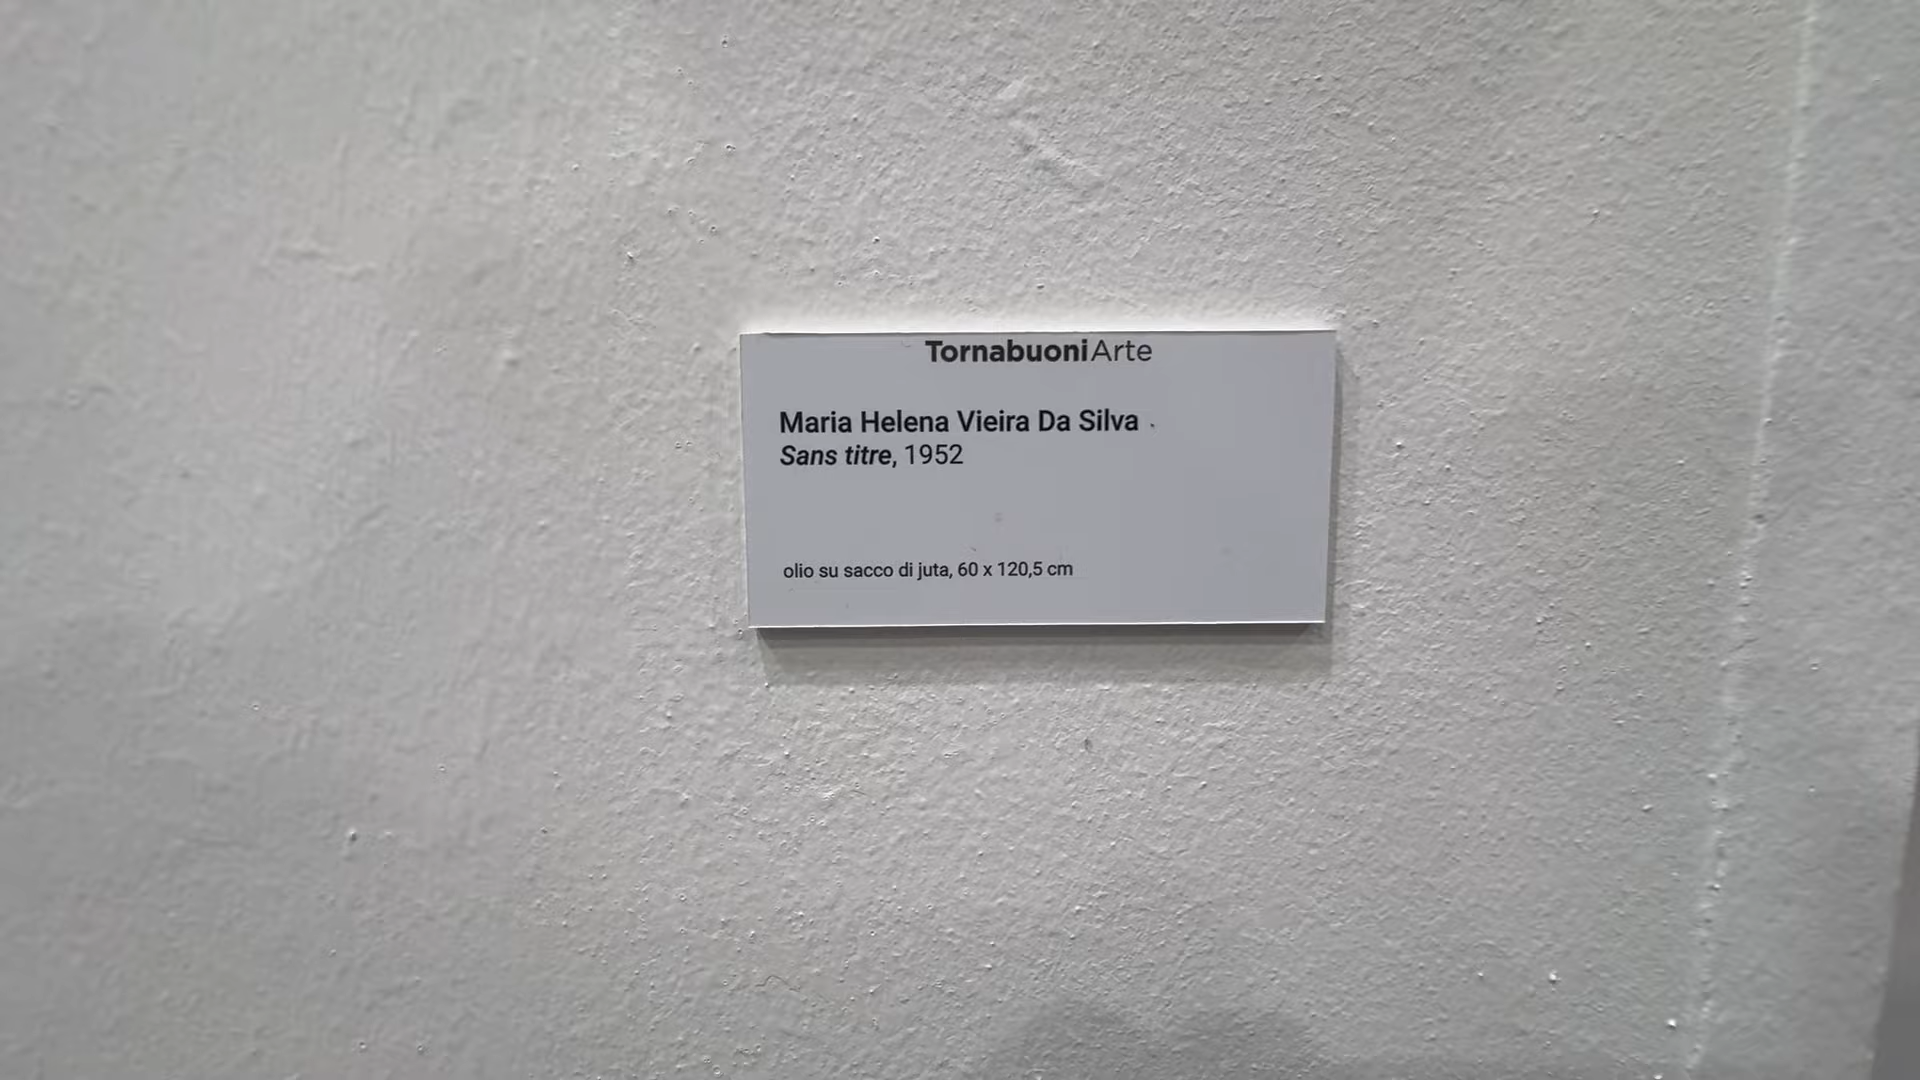 TornabuoniArte
Maria Helena Vieira Da Silva
Sans titre, 1952
olio su sacco di juta, 60 x 120,5 cm